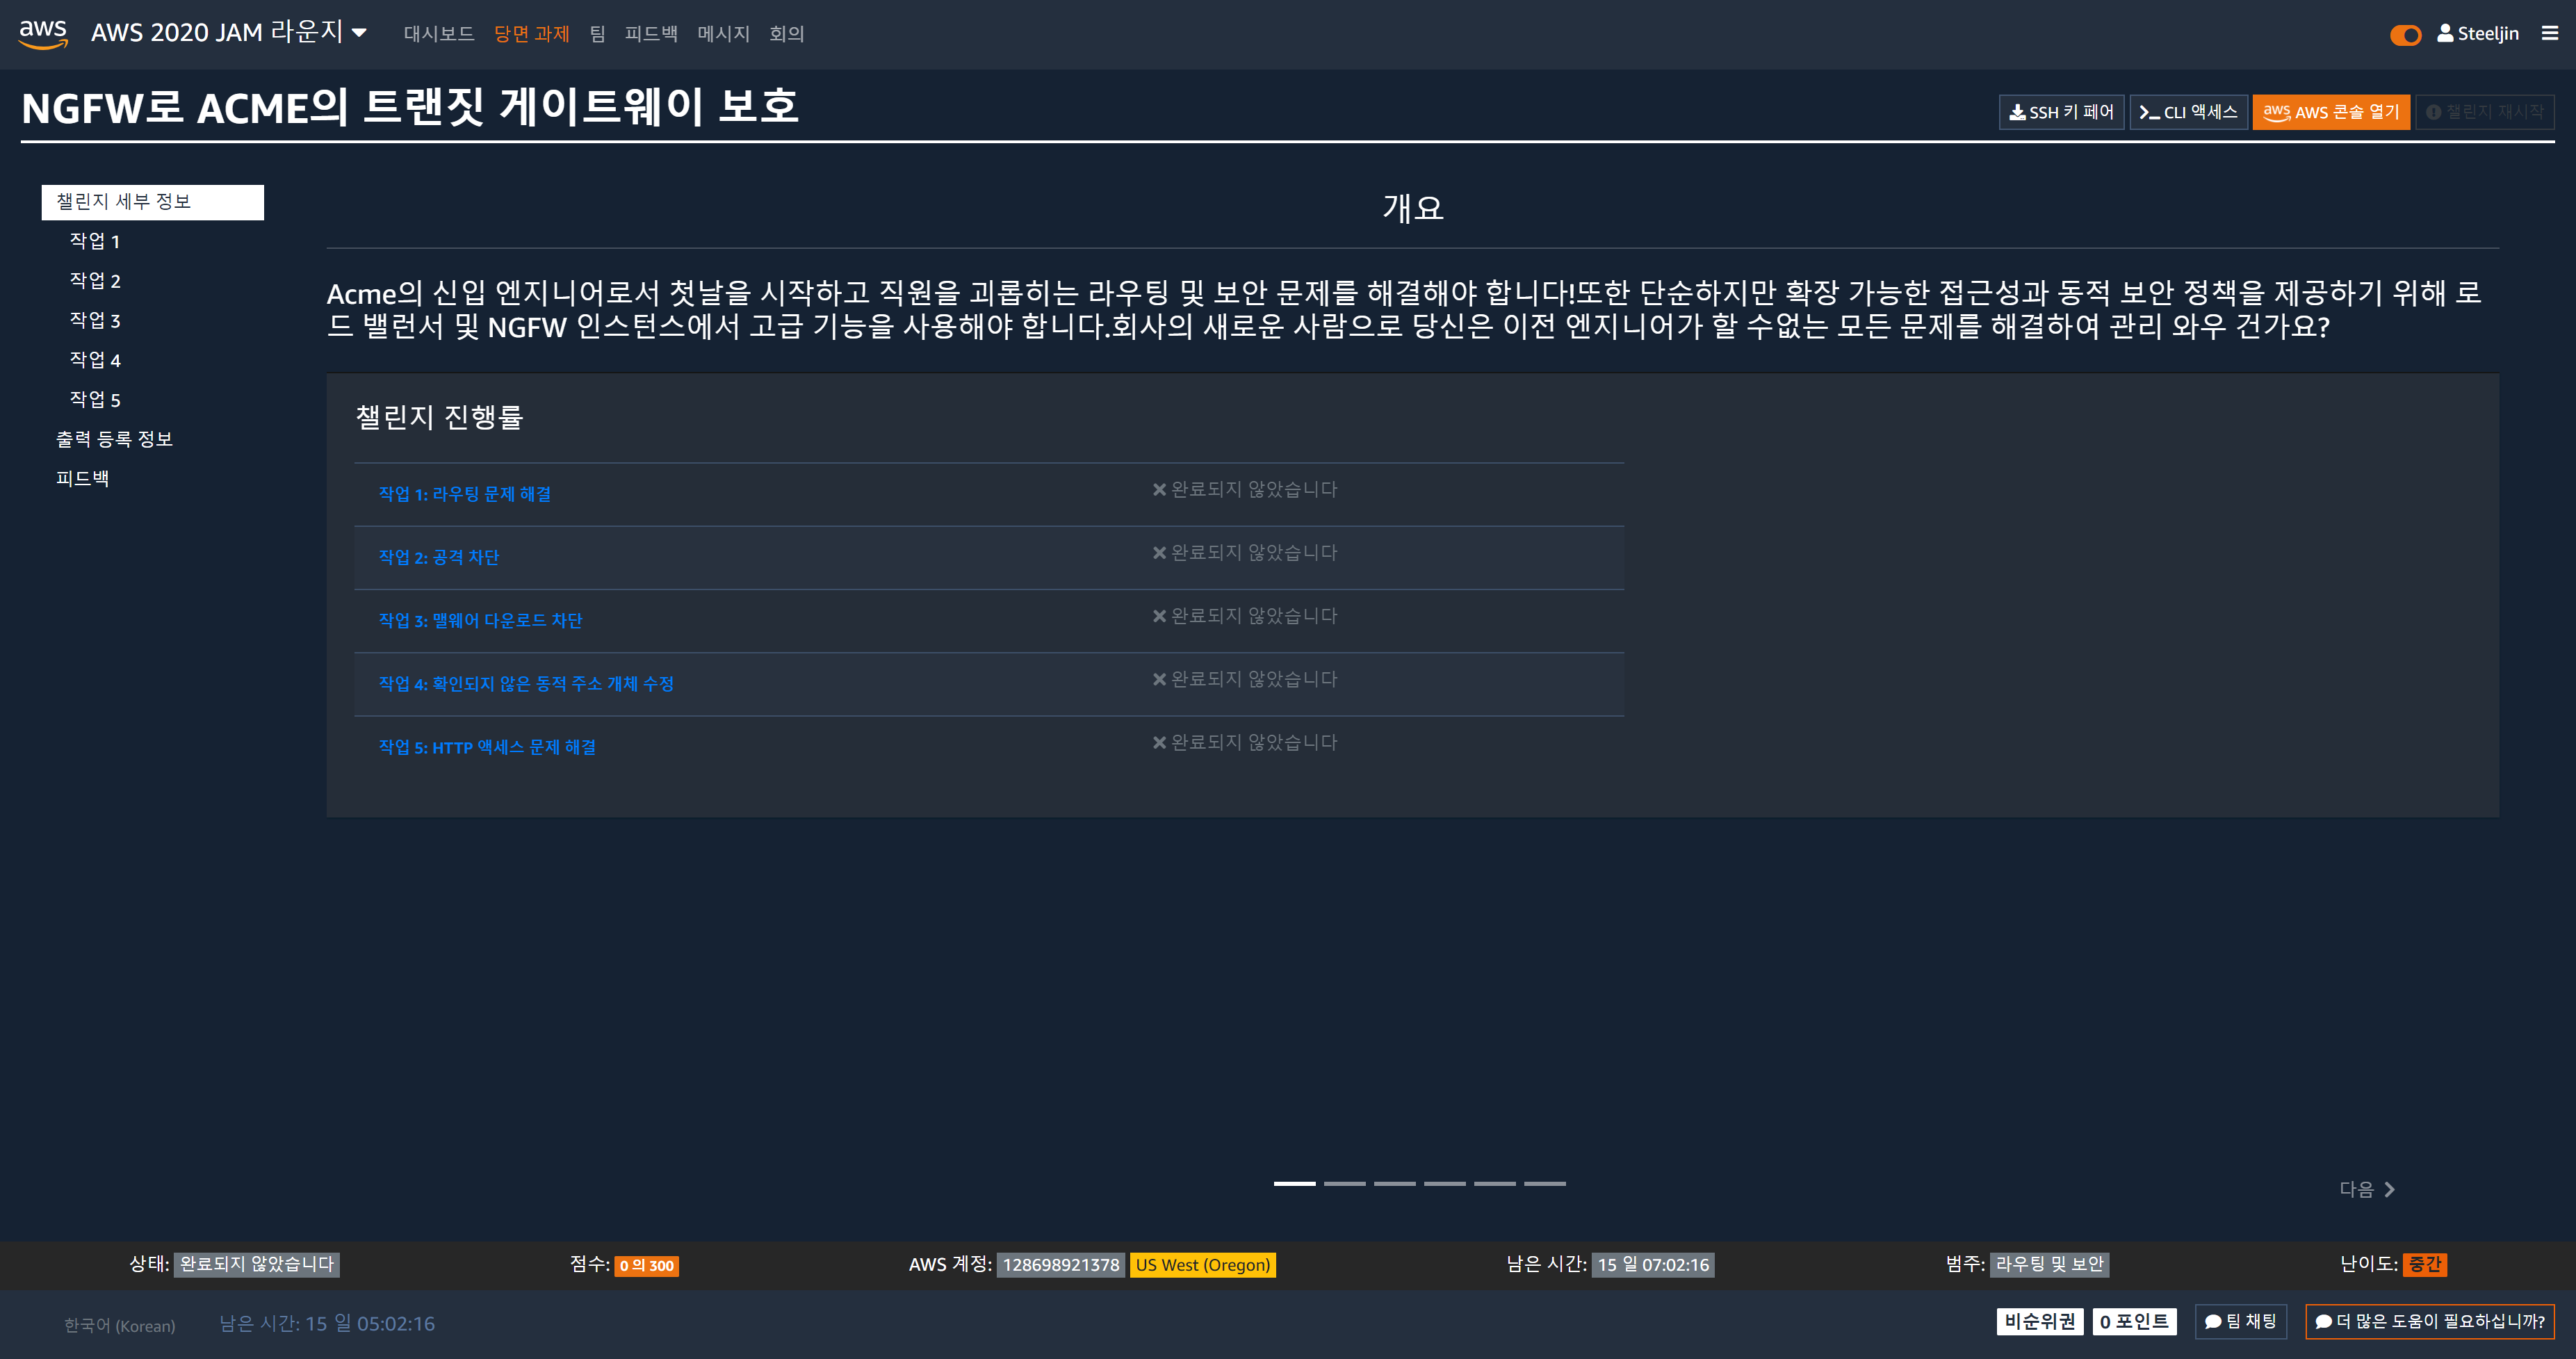 aws
AWS 2020 JAM 라운지
대시보드 당면 과제 팀 피드백 메시지 회의
Steeljin
NGFW로 ACME의 트랜짓 게이트웨이 보호
SSH 키 페어
CLI 액세스
aws AWS 콘솔 열기
챌린지 재시작
챌린지 세부 정보
작업 1
작업 2
작업 3
작업 4
작업 5
출력 등록 정보
피드백
개요
Acme의 신입 엔지니어로서 첫날을 시작하고 직원을 괴롭히는 라우팅 및 보안 문제를 해결해야 합니다!또한 단순하지만 확장 가능한 접근성과 동적 보안 정책을 제공하기 위해 로
드 밸런서 및 NGFW 인스턴스에서 고급 기능을 사용해야 합니다.회사의 새로운 사람으로 당신은 이전 엔지니어가 할 수없는 모든 문제를 해결하여 관리 와우 건가요?
챌린지 진행률
작업 1: 라우팅 문제 해결 완료되지 않았습니다
작업 2: 공격 차단 완료되지 않았습니다
작업 3: 맬웨어 다운로드 차단 완료되지 않았습니다
작업 4: 확인되지 않은 동적 주소 개체 수정 완료되지 않았습니다
작업 5: HTTP 액세스 문제 해결 완료되지 않았습니다
다음
상태: 완료되지 않았습니다
점수: 0 의 300
AWS 계정: 128698921378 US West (Oregon)
남은 시간: 15 일 07:02:16
범주: 라우팅 및 보안
난이도: 중간
한국어 (Korean)
남은 시간: 15 일 05:02:16
비순위권
0 포인트
팀 채팅
더 많은 도움이 필요하십니까?